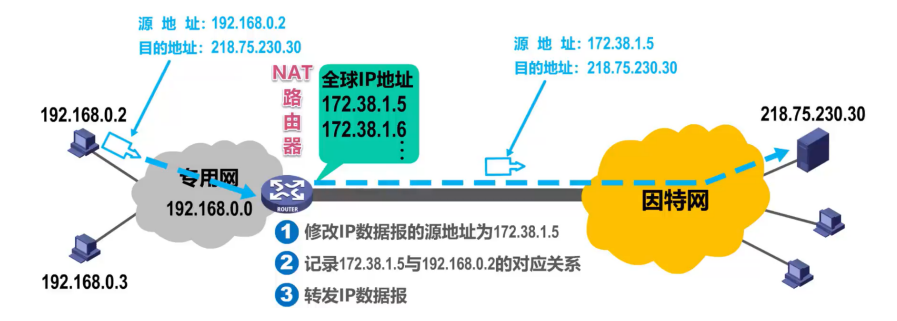 源 地 址: 192.168.0.2
目的地址: 218.75.230.30
源 地 址: 172.38.1.5
目的地址: 218.75.230.30
NAT
路
由
器
全球IP地址
172.38.1.5
172.38.1.6
⋮
192.168.0.2
218.75.230.30
专用网
192.168.0.0
ROUTER
因特网
192.168.0.3
1 修改IP数据报的源地址为172.38.1.5
2 记录172.38.1.5与192.168.0.2的对应关系
3 转发IP数据报